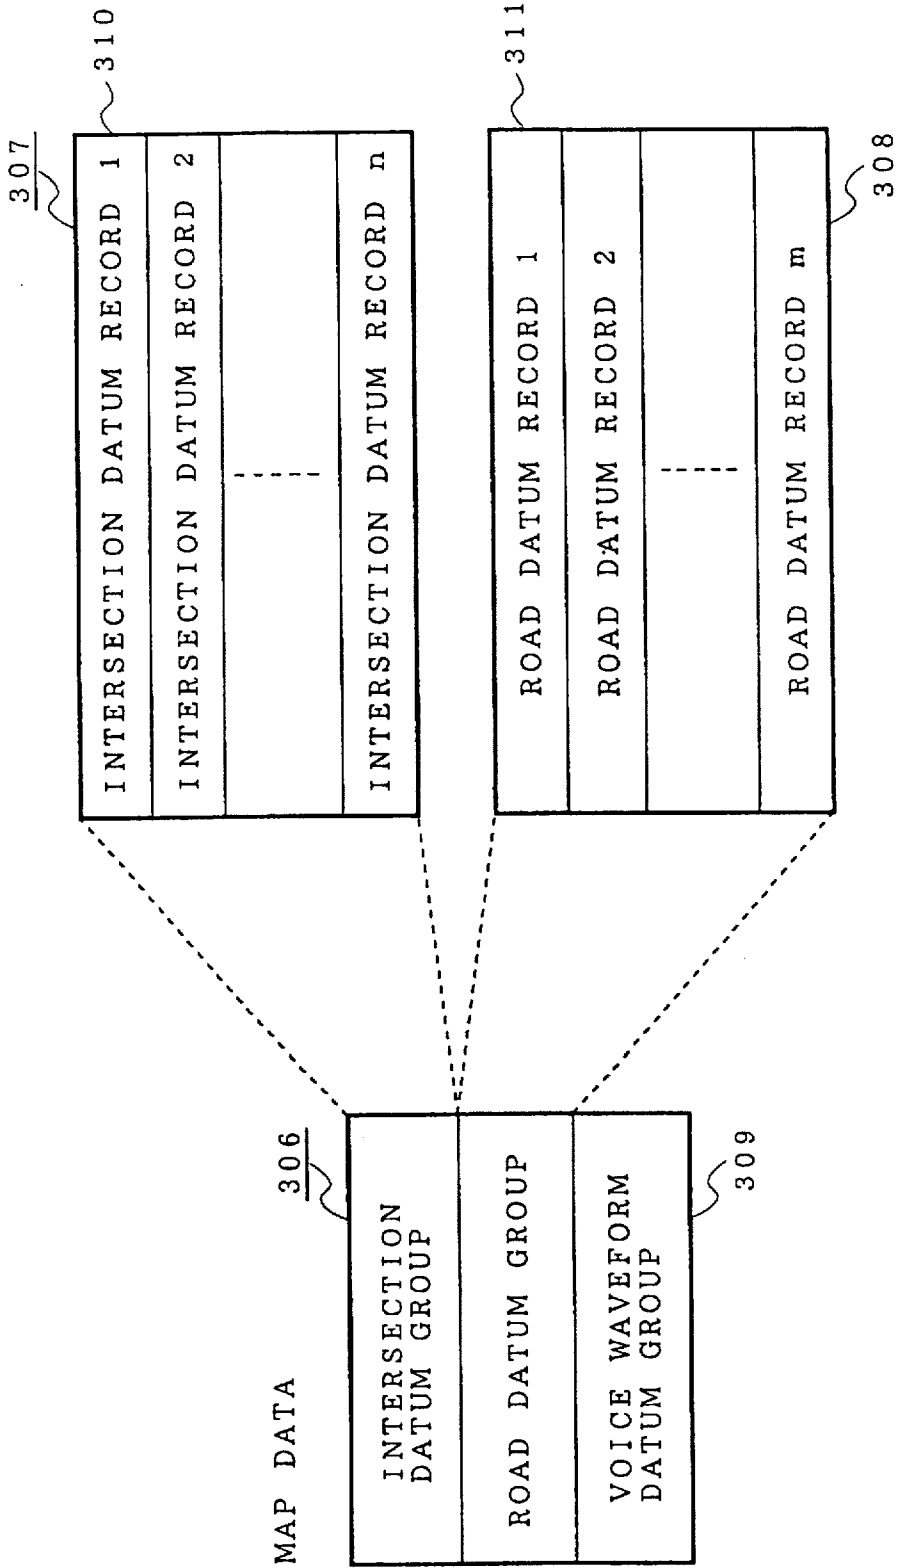 MAP DATA
306
INTERSECTION
DATUM GROUP
ROAD DATUM GROUP
VOICE WAVEFORM
DATUM GROUP
309
307
INTERSECTION DATUM RECORD 1
310
INTERSECTION DATUM RECORD 2
INTERSECTION DATUM RECORD n
ROAD DATUM RECORD 1
311
ROAD DATUM RECORD 2
ROAD DATUM RECORD m
308